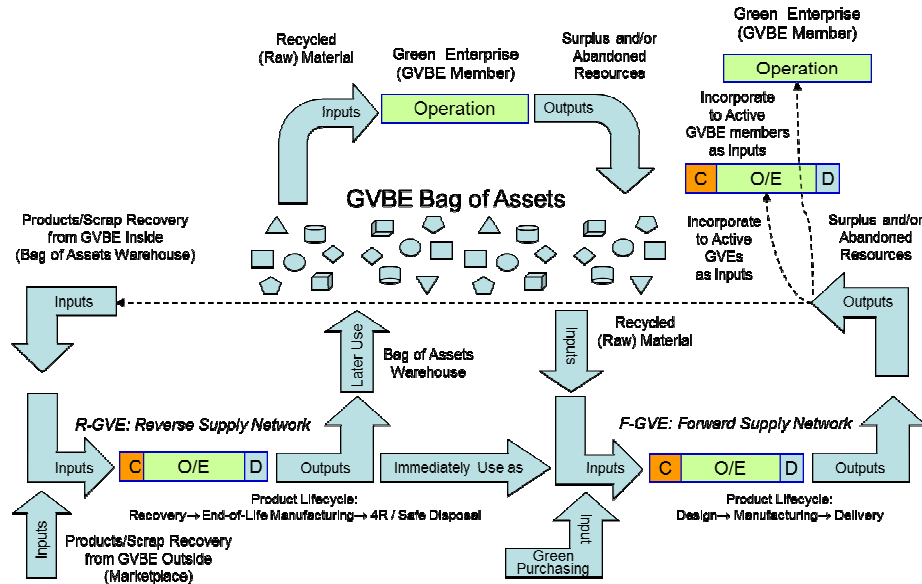 Recycled
(Raw) Material
Green Enterprise
(GVBE Member)
Surplus and/or
Abandoned
Resources
Green Enterprise
(GVBE Member)
Operation
Inputs
Operation
Outputs
Incorporate
to Active
GVBE members
as Inputs
C
O/E
D
GVBE Bag of Assets
Products/Scrap Recovery
from GVBE Inside
(Bag of Assets Warehouse)
Incorporate
to Active
GVEs
as Inputs
Surplus and/or
Abandoned
Resources
Inputs
Outputs
Later Use
Bag of Assets
Warehouse
Inputs
Recycled
(Raw) Material
R-GVE: Reverse Supply Network
F-GVE: Forward Supply Network
Inputs
C
O/E
D
Outputs
Immediately Use as
Inputs
C
O/E
D
Outputs
Product Lifecycle:
Recovery→ End-of-Life Manufacturing→ 4R / Safe Disposal
Product Lifecycle:
Design→ Manufacturing→ Delivery
Inputs
Products/Scrap Recovery
from GVBE Outside
(Marketplace)
Input
Green
Purchasing